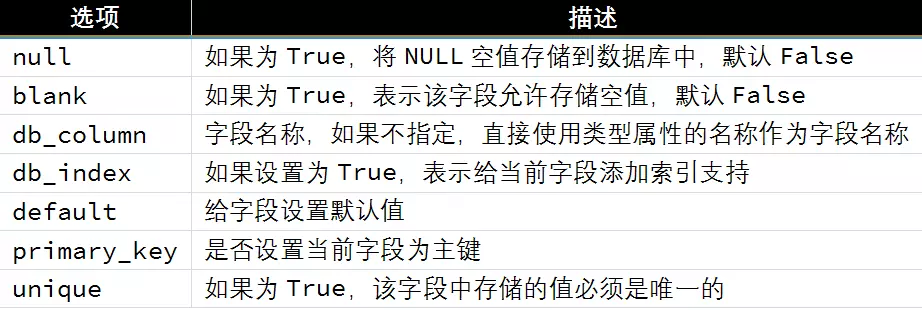 选项 描述
null 如果为 True，将 NULL 空值存储到数据库中，默认 False
blank 如果为 True，表示该字段允许存储空值，默认 False
db_column 字段名称，如果不指定，直接使用类型属性的名称作为字段名称
db_index 如果设置为 True，表示给当前字段添加索引支持
default 给字段设置默认值
primary_key 是否设置当前字段为主键
unique 如果为 True，该字段中存储的值必须是唯一的